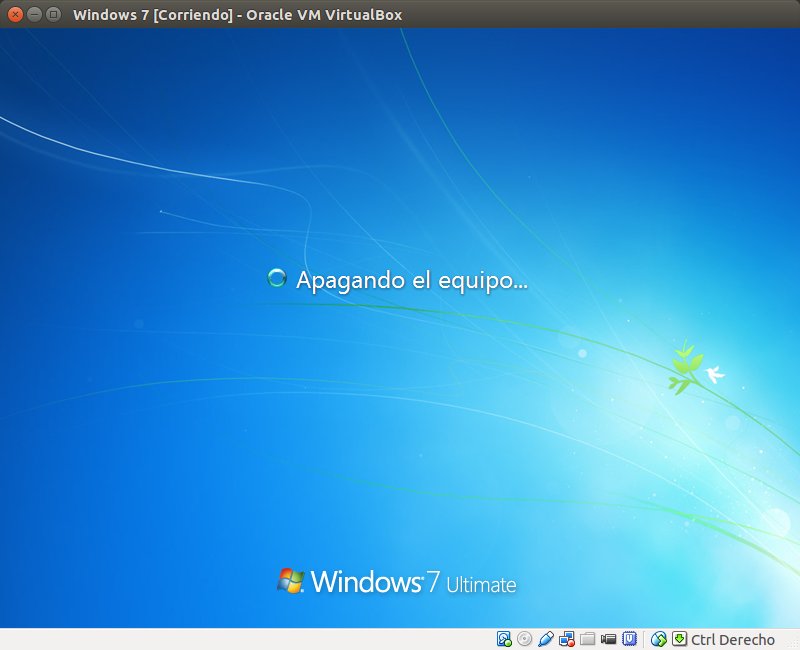 Windows 7 [Corriendo] - Oracle VM VirtualBox
Apagando el equipo...
Windows 7 Ultimate
Ctrl Derecho